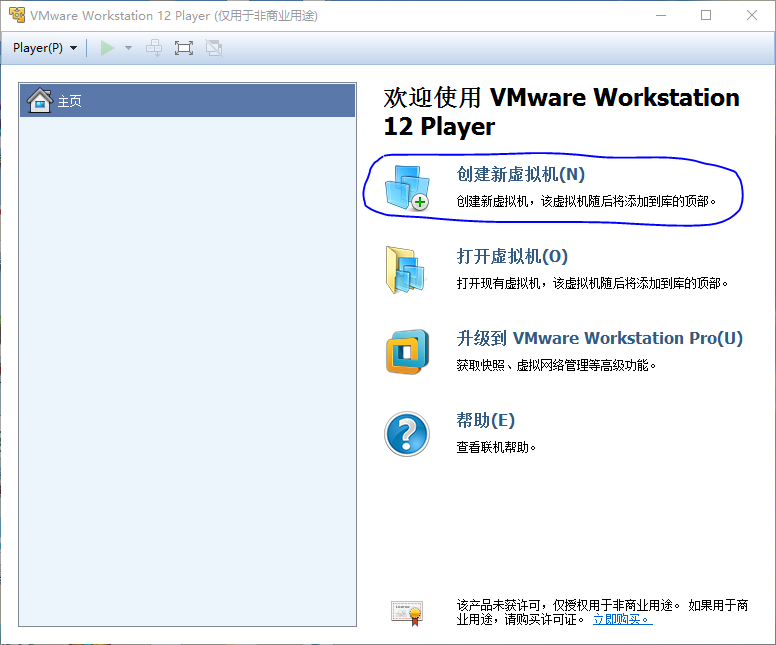 VMware Workstation 12 Player (仅用于非商业用途)
Player(P)
主页
欢迎使用 VMware Workstation
12 Player
创建新虚拟机(N)
创建新虚拟机，该虚拟机随后将添加到库的顶部。
打开虚拟机(O)
打开现有虚拟机，该虚拟机随后将添加到库的顶部。
升级到 VMware Workstation Pro(U)
获取快照、虚拟网络管理等高级功能。
帮助(E)
查看联机帮助。
License
该产品未获许可，仅授权用于非商业用途。 如果用于商
业用途，请购买许可证。 立即购买。